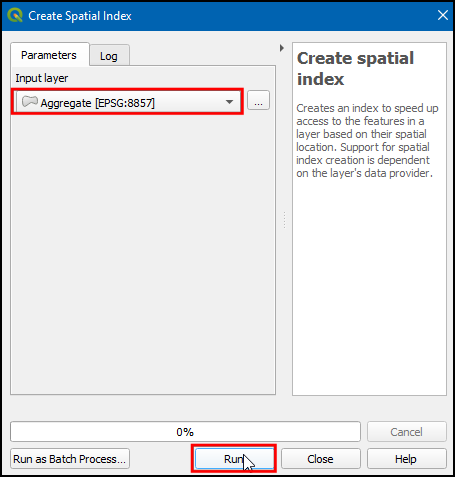 Create Spatial Index
Parameters
Log
Input layer
Aggregate [EPSG:8857]
...
Create spatial
index
Creates an index to speed up
access to the features in a
layer based on their spatial
location. Support for spatial
index creation is dependent
on the layer's data provider.
0%
Cancel
Run as Batch Process...
Run
Close
Help